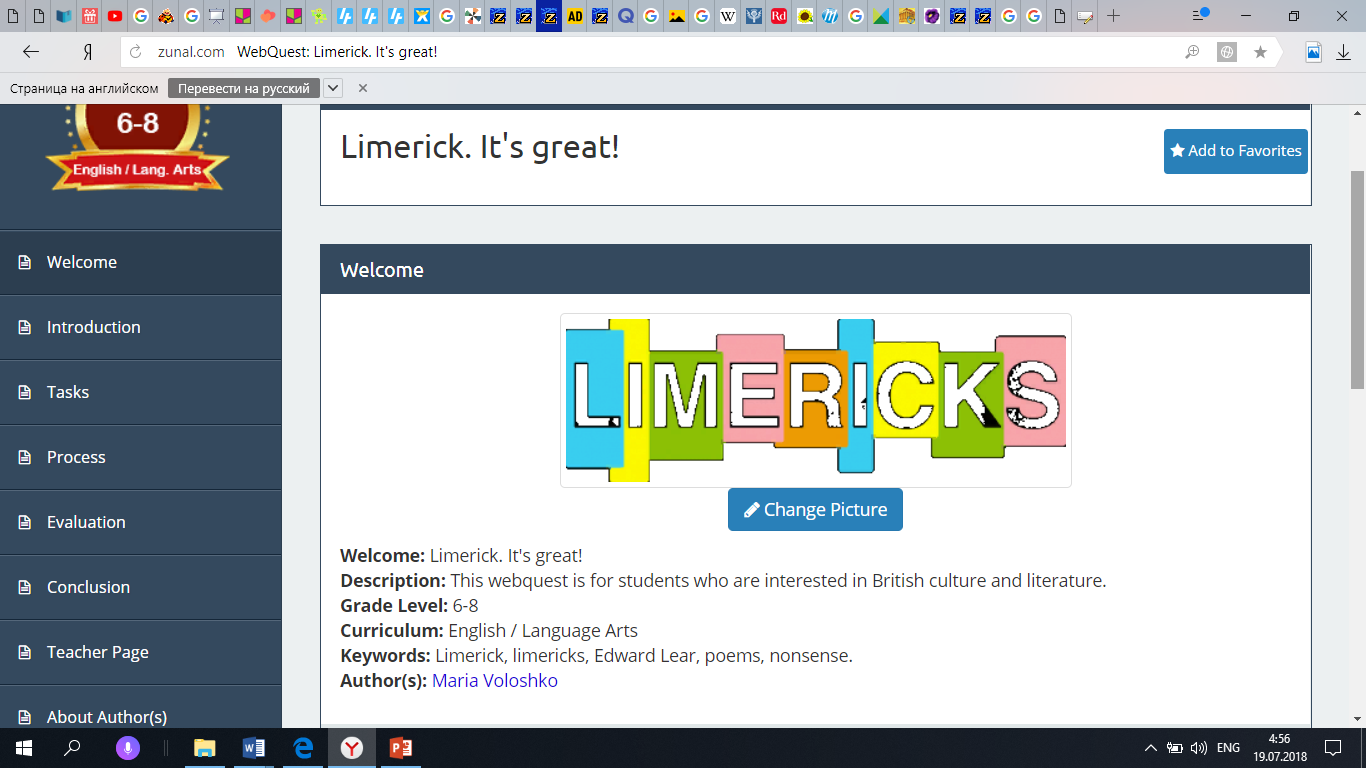 zunal.com WebQuest: Limerick. It's great!
Страница на английском Перевести на русский
6-8
English / Lang. Arts
Welcome
Introduction
Tasks
Process
Evaluation
Conclusion
Teacher Page
About Author(s)
Limerick. It's great!
Add to Favorites
Welcome
LIMERICKS
Change Picture
Welcome: Limerick. It's great!
Description: This webquest is for students who are interested in British culture and literature.
Grade Level: 6-8
Curriculum: English / Language Arts
Keywords: Limerick, limericks, Edward Lear, poems, nonsense.
Author(s): Maria Voloshko
ENG
4:56
19.07.2018